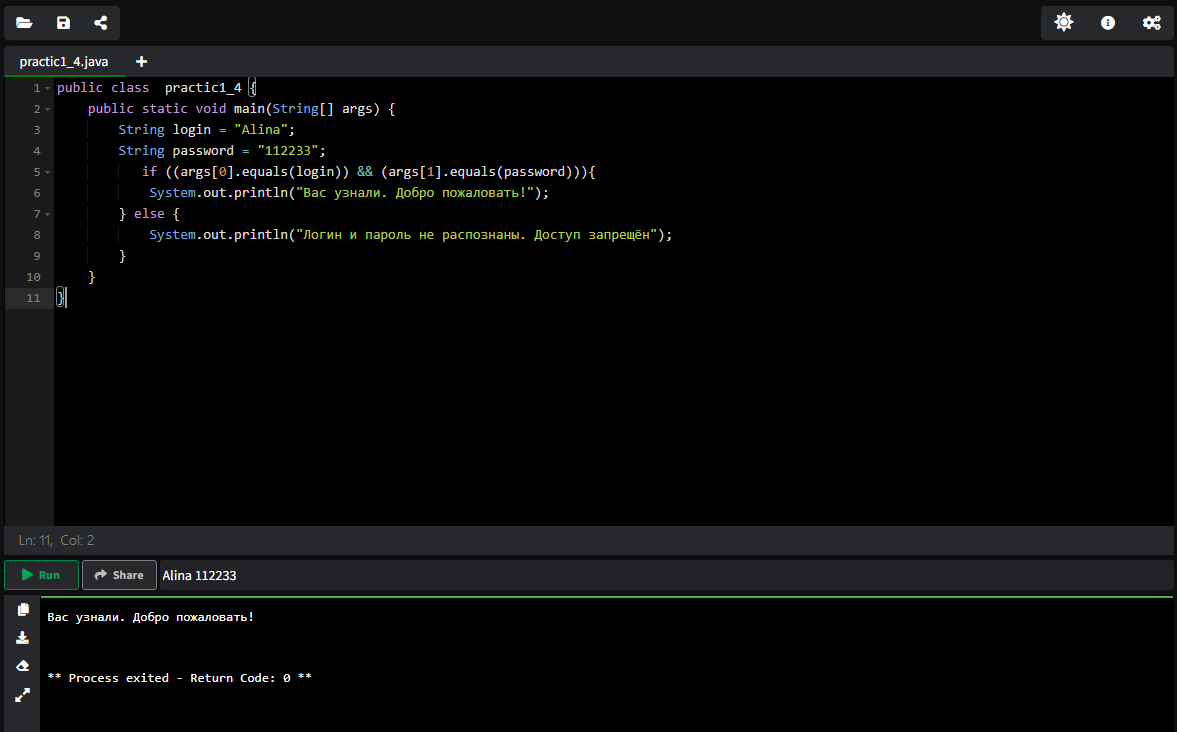 practic1_4.java +
1 public class  practic1_4 {
2     public static void main(String[] args) {
3         String login = "Alina";
4         String password = "112233";
5            if ((args[0].equals(login)) && (args[1].equals(password))){
6             System.out.println("Вас узнали. Добро пожаловать!");
7         } else {
8             System.out.println("Логин и пароль не распознаны. Доступ запрещён");
9         }
10     }
11 }
Ln: 11, Col: 2
Run Share Alina 112233
Вас узнали. Добро пожаловать!
** Process exited - Return Code: 0 **